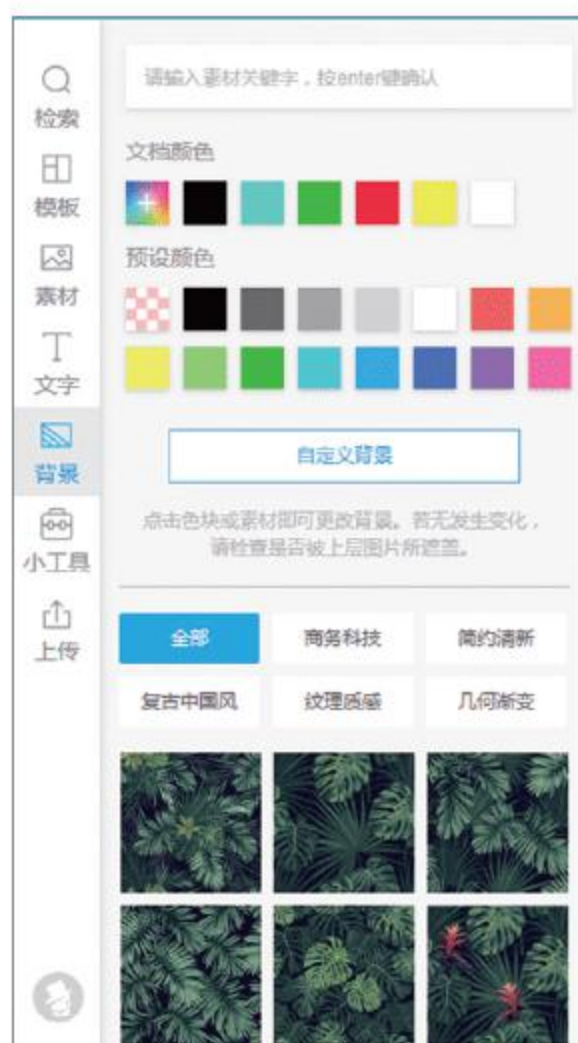 检索
模板
素材
文字
背景
小工具
上传
请输入素材关键字，按enter键确认
文档颜色
预设颜色
自定义背景
点击色块或素材即可更改背景。若无发生变化，
请检查是否被上层图片所遮盖。
全部 商务科技 简约清新
复古中国风 纹理质感 几何渐变